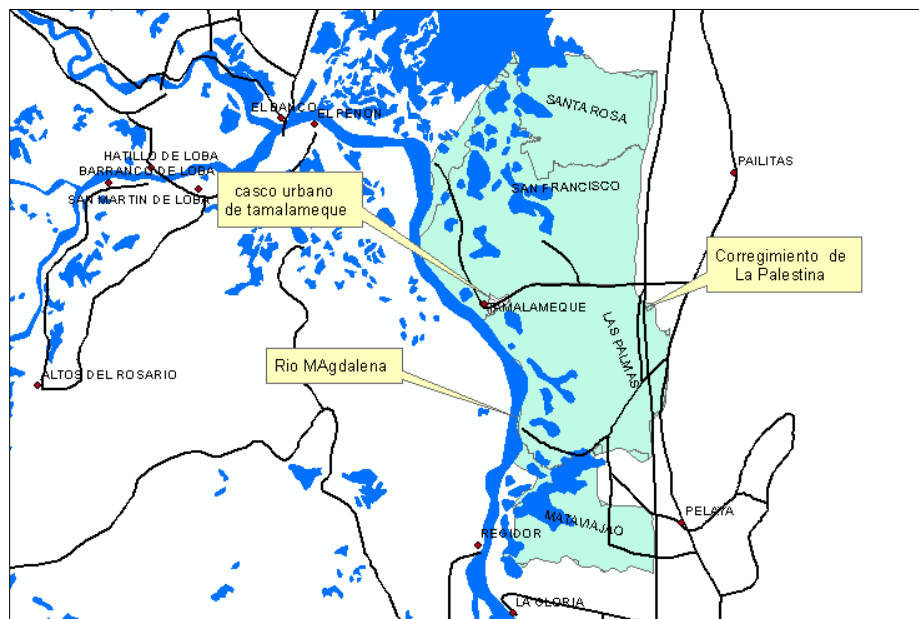 SANTA ROSA
EL BANCO
EL PEÑON
HATILLO DE LOBA
BARRANCO DE LOBA
SAN MARTIN DE LOBA
PAILITAS
casco urbano
de tamalameque
SAN FRANCISCO
Corregimiento de
La Palestina
TAMALAMEQUE
LAS PALMAS
Rio MAgdalena
ALTOS DEL ROSARIO
PELAYA
MATAVIAJAO
REGIDOR
LA GLORIA